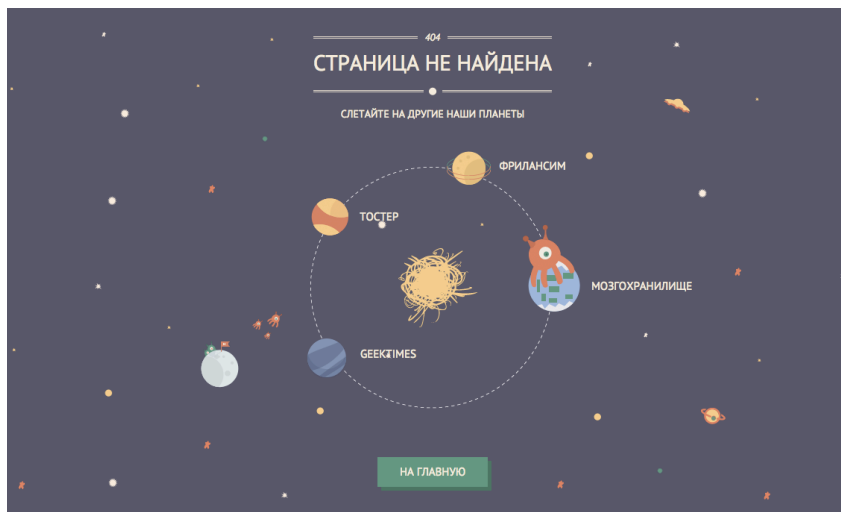 404
СТРАНИЦА НЕ НАЙДЕНА
СЛЕТАЙТЕ НА ДРУГИЕ НАШИ ПЛАНЕТЫ
ФРИЛАНСИМ
ТОСТЕР
МОЗГОХРАНИЛИЩЕ
GEEKTIMES
НА ГЛАВНУЮ